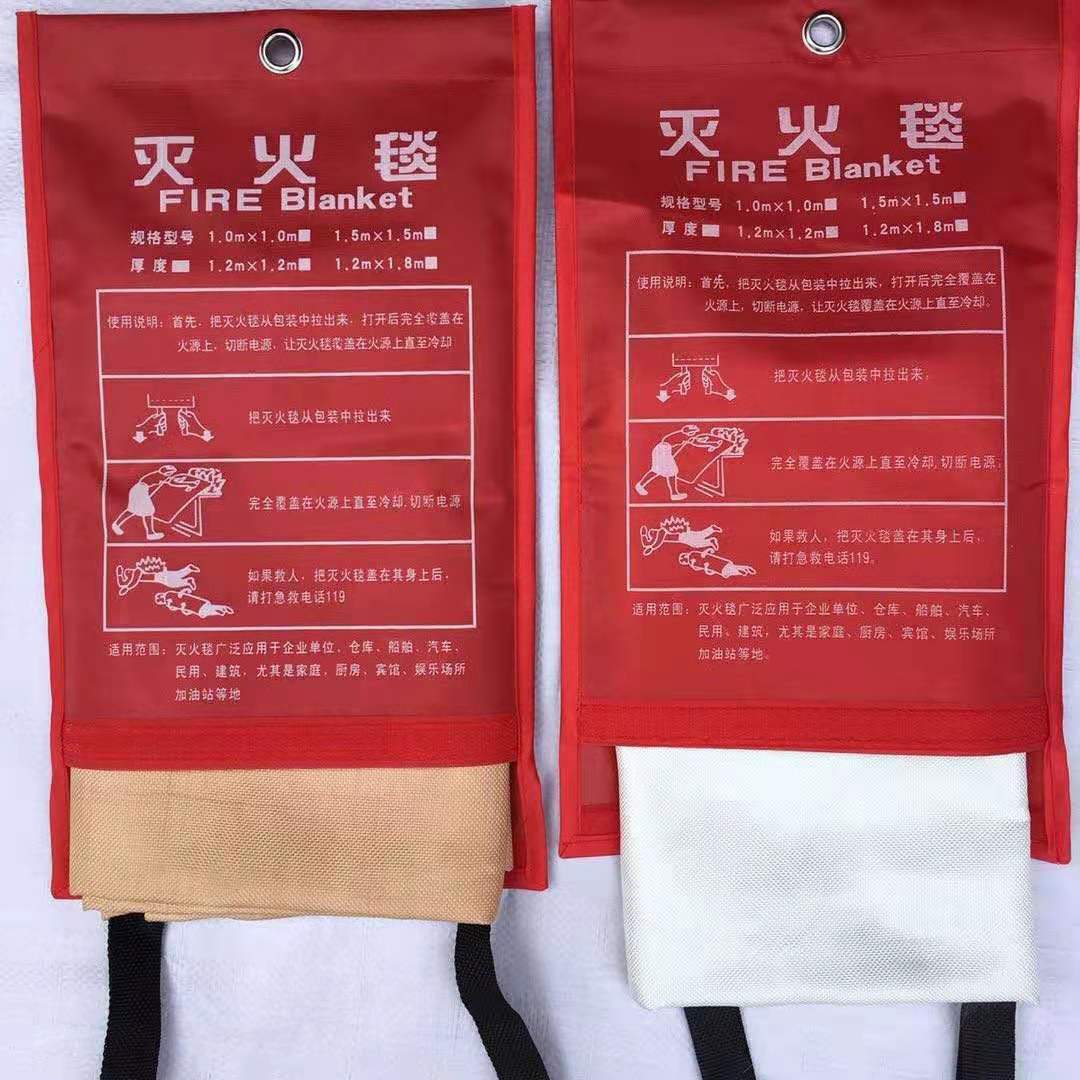 灭火毯
FIRE Blanket
规格型号 1.0m×1.0m 1.5m×1.5m
厚度 1.2m×1.2m 1.2m×1.8m
使用说明：首先，把灭火毯从包装中拉出来，打开后完全覆盖在
火源上，切断电源，让灭火毯覆盖在火源上直至冷却
把灭火毯从包装中拉出来
完全覆盖在火源上直至冷却,切断电源
如果救人，把灭火毯盖在其身上后，
请打急救电话119
适用范围：灭火毯广泛应用于企业单位、仓库、船舶、汽车、
民用、建筑，尤其是家庭，厨房、宾馆、娱乐场所
加油站等地
灭火毯
FIRE Blanket
规格型号 1.0m×1.0m 1.5m×1.5m
厚度 1.2m×1.2m 1.2m×1.8m
使用说明：首先，把灭火毯从包装中拉出来，打开后完全覆盖在
火源上，切断电源，让灭火毯覆盖在火源上直至冷却。
把灭火毯从包装中拉出来。
完全覆盖在火源上直至冷却,切断电源；
如果救人，把灭火毯盖在其身上后，
请打急救电话119。
适用范围：灭火毯广泛应用于企业单位、仓库、船舶、汽车、
民用、建筑，尤其是家庭、厨房、宾馆、娱乐场所
加油站等地。